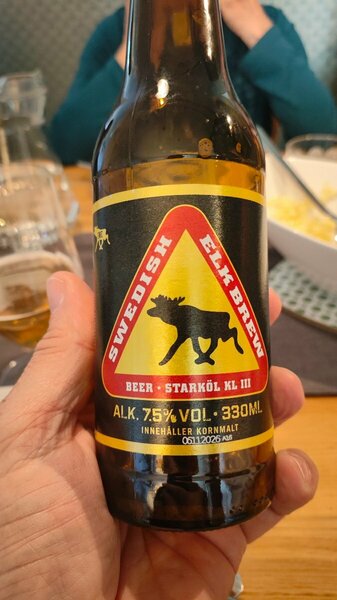 SWEDISH
ELK BREW
BEER · STARKÖL KL III
ALK. 7.5% VOL · 330ML
INNEHÅLLER KORNMALT